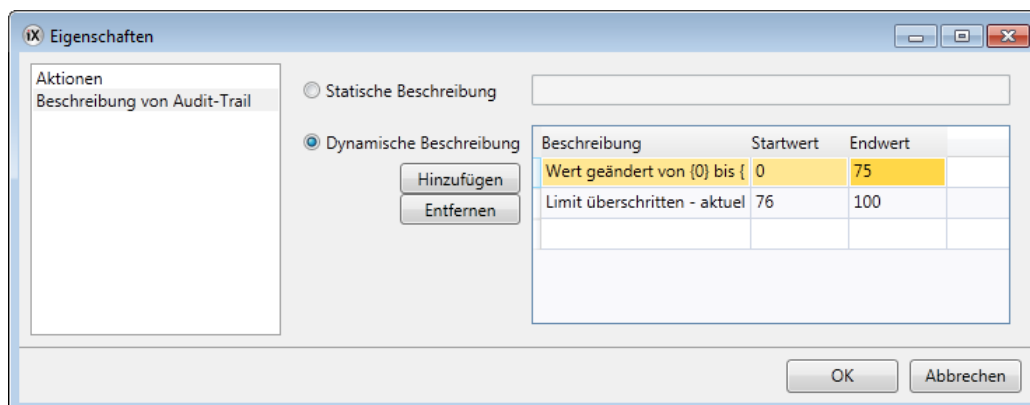 iX Eigenschaften
Aktionen
Beschreibung von Audit-Trail
Statische Beschreibung
Dynamische Beschreibung
Hinzufügen
Entfernen
Beschreibung Startwert Endwert
Wert geändert von {0} bis { 0 75
Limit überschritten - aktuel 76 100
OK Abbrechen